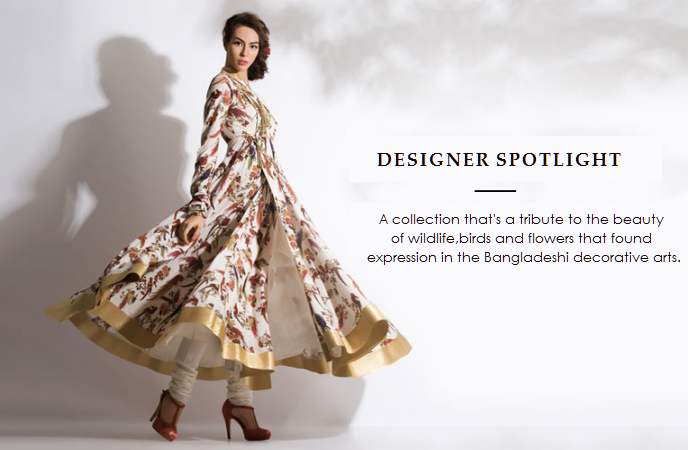 DESIGNER SPOTLIGHT
A collection that's a tribute to the beauty
of wildlife,birds and flowers that found
expression in the Bangladeshi decorative arts.